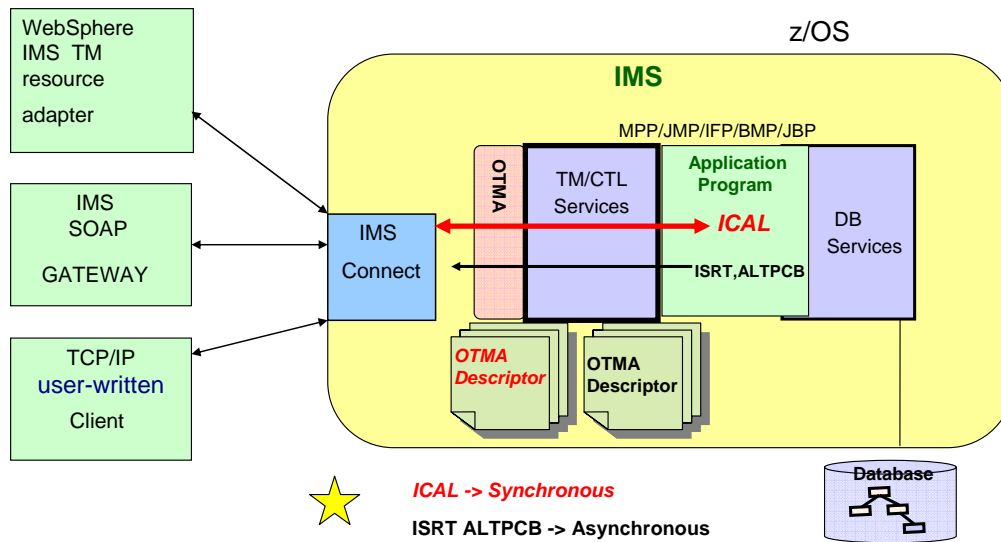 WebSphere
IMS TM
resource
adapter
z/OS
IMS
MPP/JMP/IFP/BMP/JBP
OTMA
TM/CTL
Services
Application
Program
ICAL
ISRT,ALTPCB
DB
Services
IMS
SOAP
GATEWAY
IMS
Connect
TCP/IP
user-written
Client
OTMA
Descriptor
OTMA
Descriptor
Database
ICAL -> Synchronous
ISRT ALTPCB -> Asynchronous